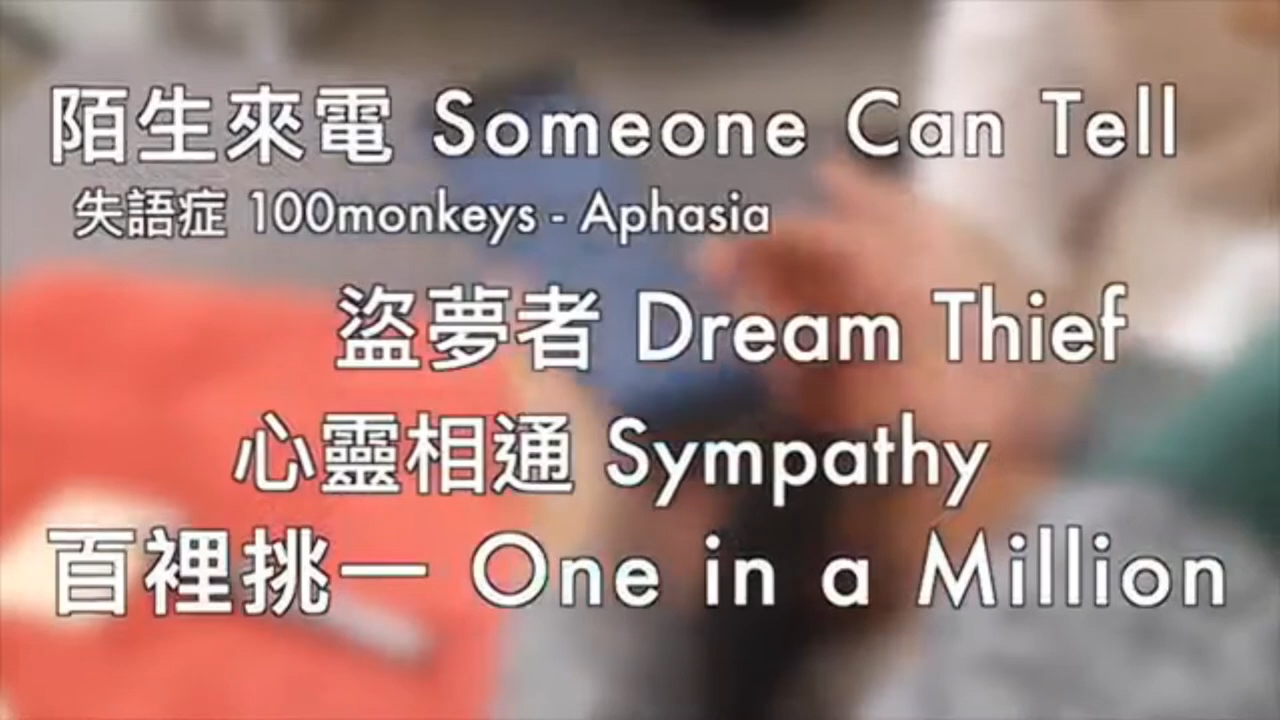 陌生來電 Someone Can Tell
失語症 100monkeys - Aphasia
盜夢者 Dream Thief
心靈相通 Sympathy
百裡挑一 One in a Million